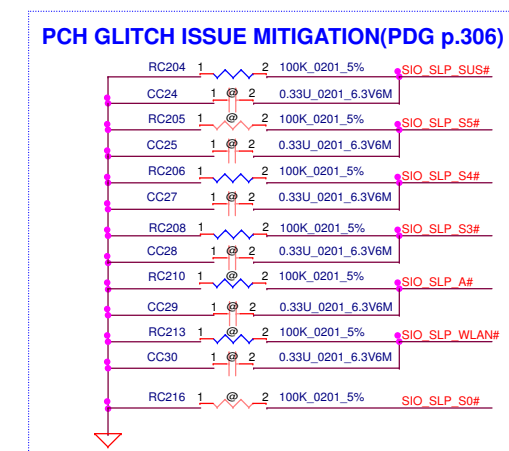 PCH GLITCH ISSUE MITIGATION(PDG p.306)
RC204 1 2 100K_0201_5% SIO_SLP_SUS#
CC24 1 @ 2 0.33U_0201_6.3V6M
RC205 1 @ 2 100K_0201_5% SIO_SLP_S5#
CC25 1 @ 2 0.33U_0201_6.3V6M
RC206 1 2 100K_0201_5% SIO_SLP_S4#
CC27 1 @ 2 0.33U_0201_6.3V6M
RC208 1 2 100K_0201_5% SIO_SLP_S3#
CC28 1 @ 2 0.33U_0201_6.3V6M
RC210 1 @ 2 100K_0201_5% SIO_SLP_A#
CC29 1 @ 2 0.33U_0201_6.3V6M
RC213 1 @ 2 100K_0201_5% SIO_SLP_WLAN#
CC30 1 @ 2 0.33U_0201_6.3V6M
RC216 1 @ 2 100K_0201_5% SIO_SLP_S0#